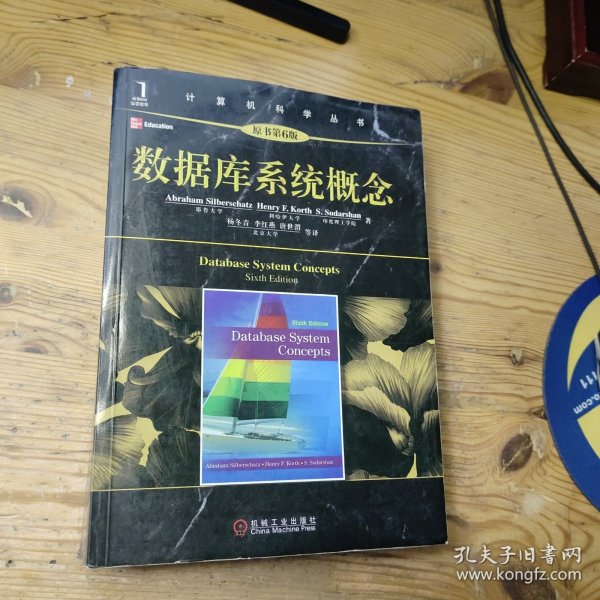 计算机科学丛书
Education
原书第6版
数据库系统概念
Abraham Silberschatz Henry F. Korth S. Sudarshan 著
耶鲁大学 利哈伊大学 印度理工学院
杨冬青 李红燕 唐世渭 等译
北京大学
Database System Concepts
Sixth Edition
Sixth Edition
Database System
Concepts
Abraham Silberschatz • Henry F. Korth • S. Sudarshan
机械工业出版社
China Machine Press
111
o.com
孔夫子旧书网
www.kongfz.com